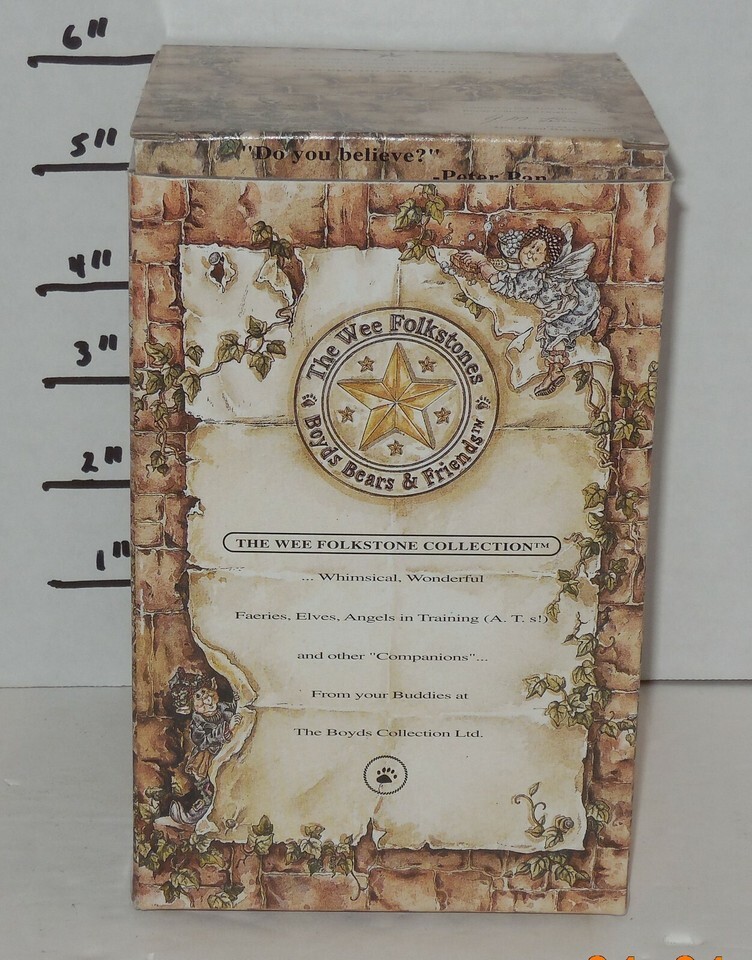 6"
5"
4"
3"
2"
1"
"Do you believe?"
-Peter Pan
The Wee Folkstones
Boyds Bears & Friends™
THE WEE FOLKSTONE COLLECTION™
... Whimsical, Wonderful
Faeries, Elves, Angels in Training (A. T. s!)
and other "Companions"...
From your Buddies at
The Boyds Collection Ltd.